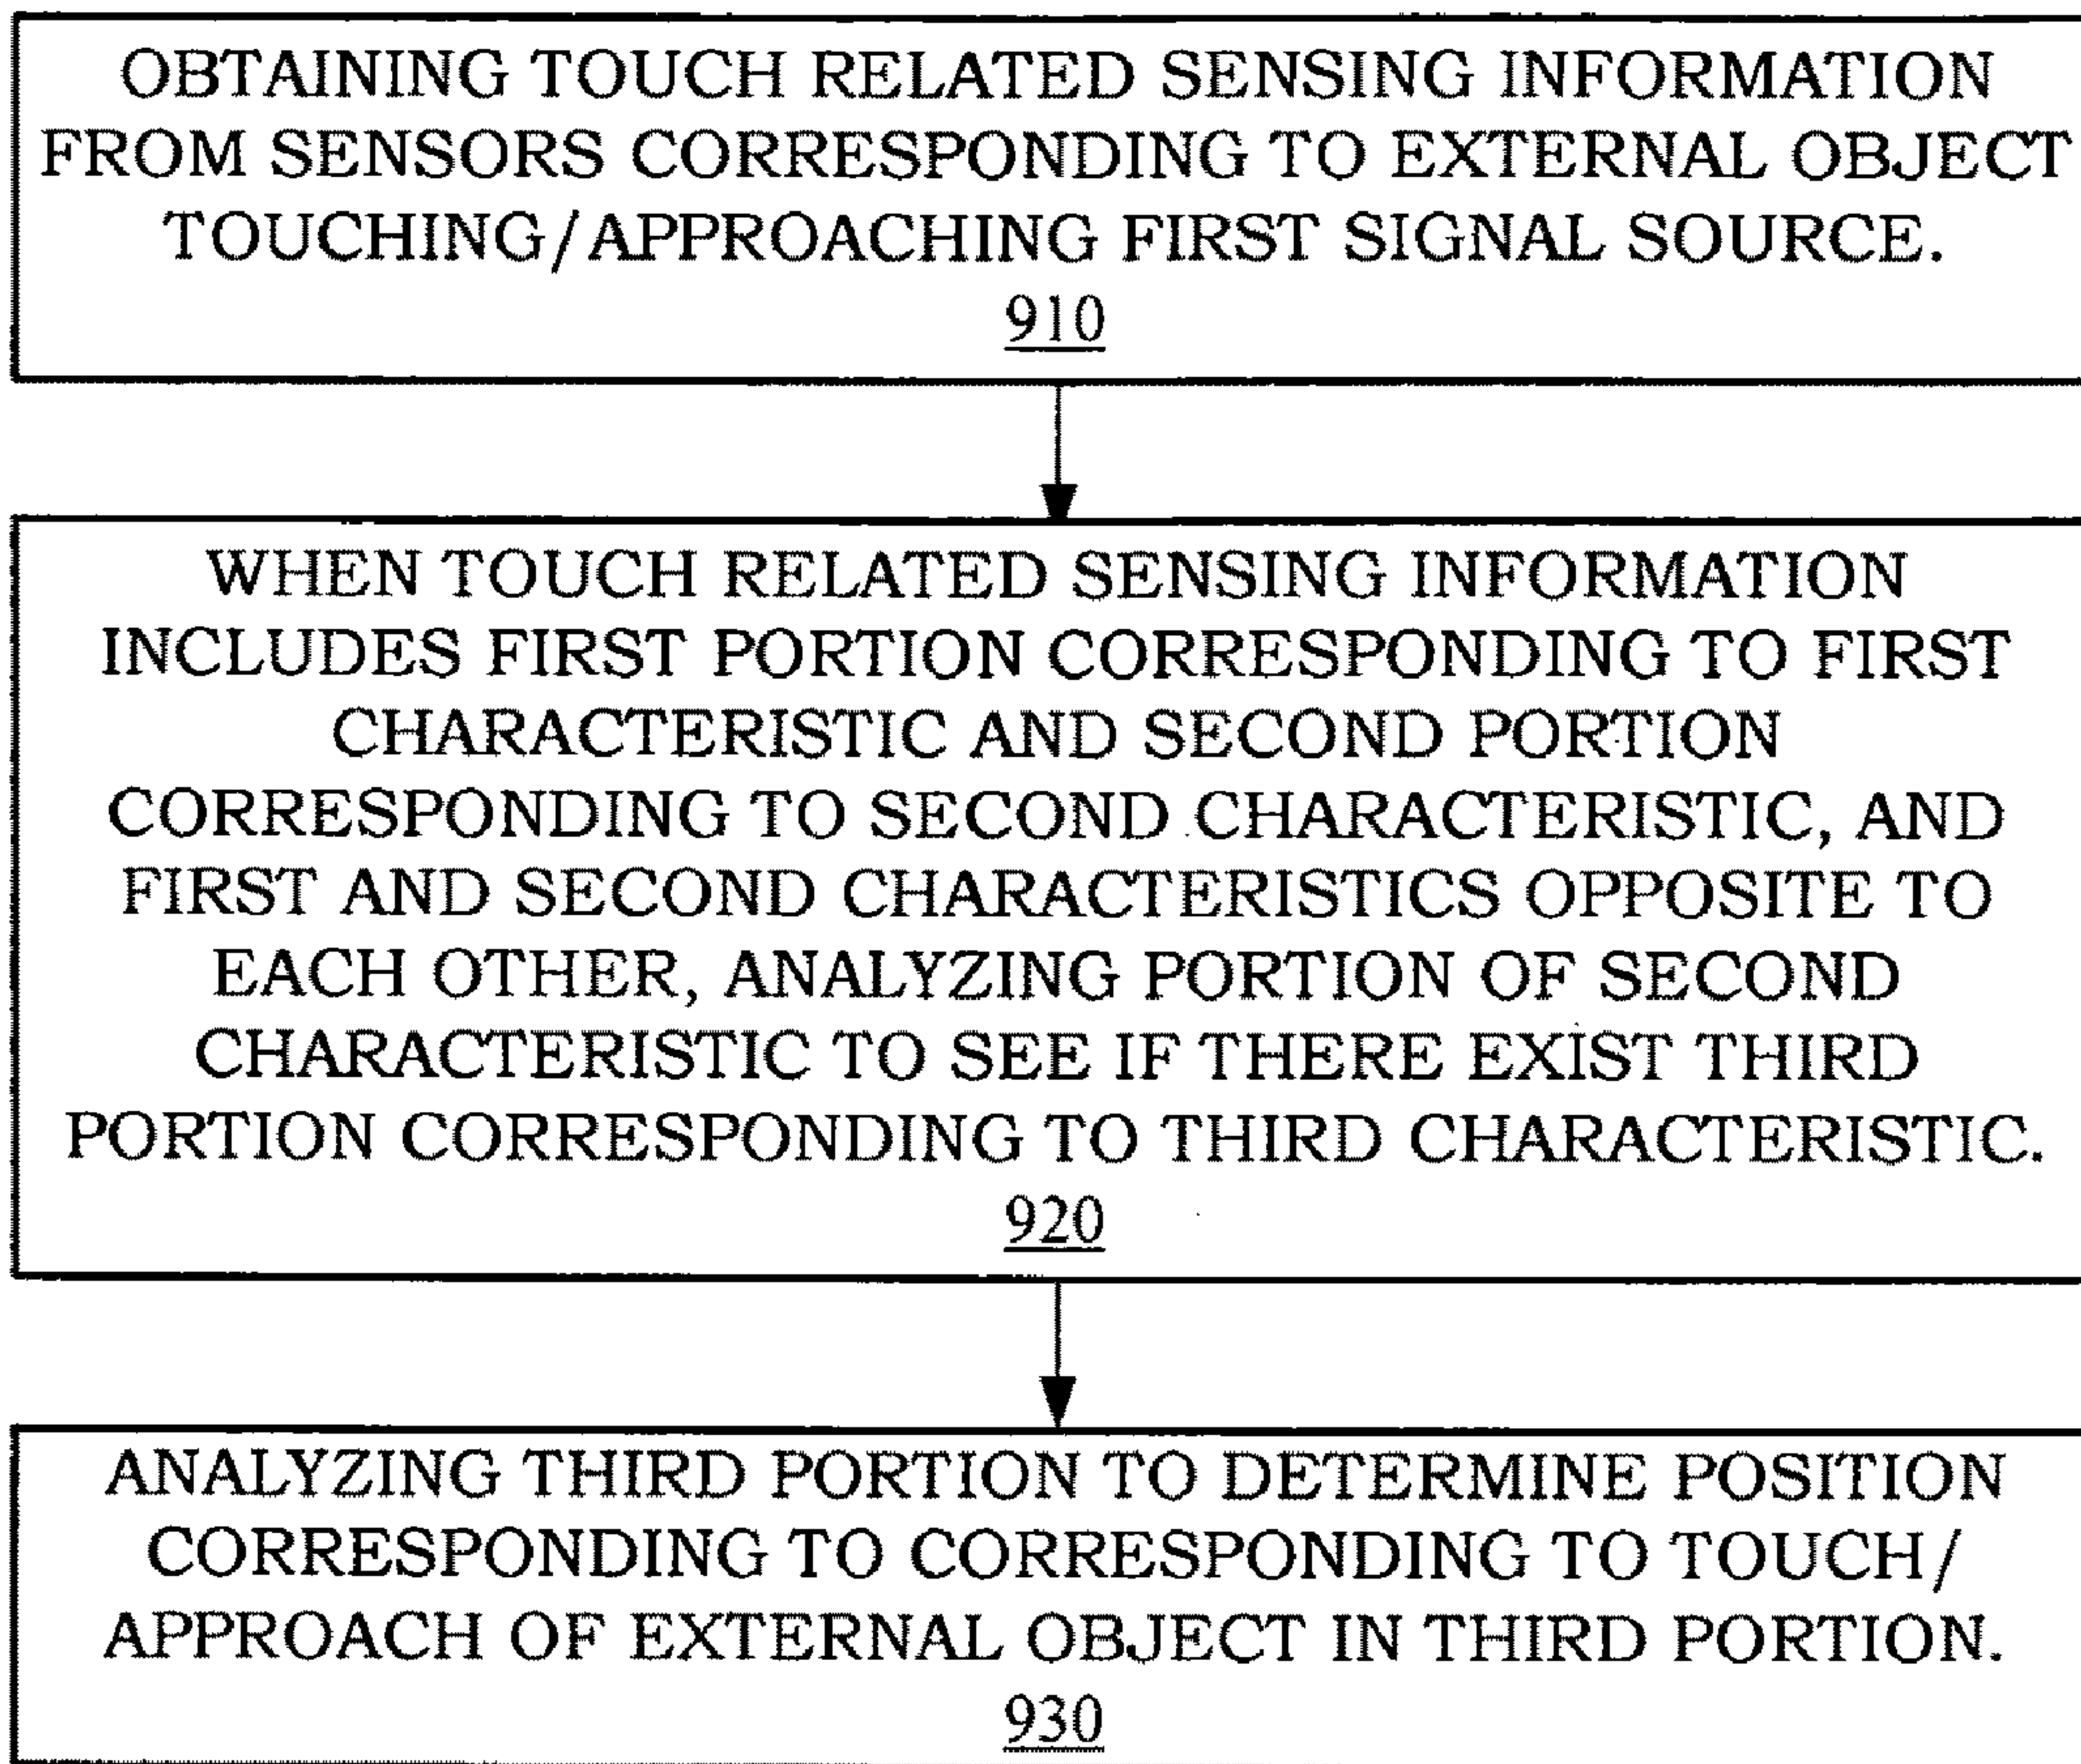 OBTAINING TOUCH RELATED SENSING INFORMATION
FROM SENSORS CORRESPONDING TO EXTERNAL OBJECT
TOUCHING/APPROACHING FIRST SIGNAL SOURCE.
910
WHEN TOUCH RELATED SENSING INFORMATION
INCLUDES FIRST PORTION CORRESPONDING TO FIRST
CHARACTERISTIC AND SECOND PORTION
CORRESPONDING TO SECOND CHARACTERISTIC, AND
FIRST AND SECOND CHARACTERISTICS OPPOSITE TO
EACH OTHER, ANALYZING PORTION OF SECOND
CHARACTERISTIC TO SEE IF THERE EXIST THIRD
PORTION CORRESPONDING TO THIRD CHARACTERISTIC.
920
ANALYZING THIRD PORTION TO DETERMINE POSITION
CORRESPONDING TO CORRESPONDING TO TOUCH/
APPROACH OF EXTERNAL OBJECT IN THIRD PORTION.
930